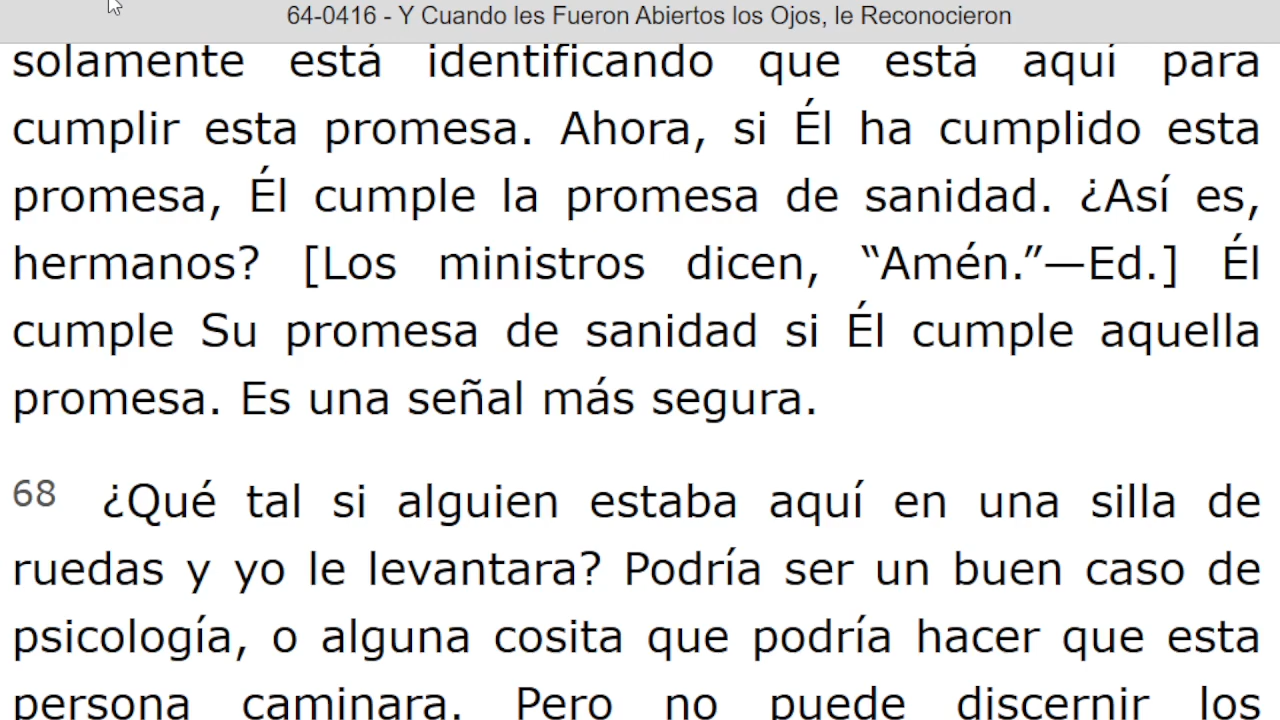 64-0416 - Y Cuando les Fueron Abiertos los Ojos, le Reconocieron
solamente está identificando que está aquí para
cumplir esta promesa. Ahora, si Él ha cumplido esta
promesa, Él cumple la promesa de sanidad. ¿Así es,
hermanos? [Los ministros dicen, “Amén.”—Ed.] Él
cumple Su promesa de sanidad si Él cumple aquella
promesa. Es una señal más segura.
68 ¿Qué tal si alguien estaba aquí en una silla de
ruedas y yo le levantara? Podría ser un buen caso de
psicología, o alguna cosita que podría hacer que esta
persona caminara. Pero no puede discernir los